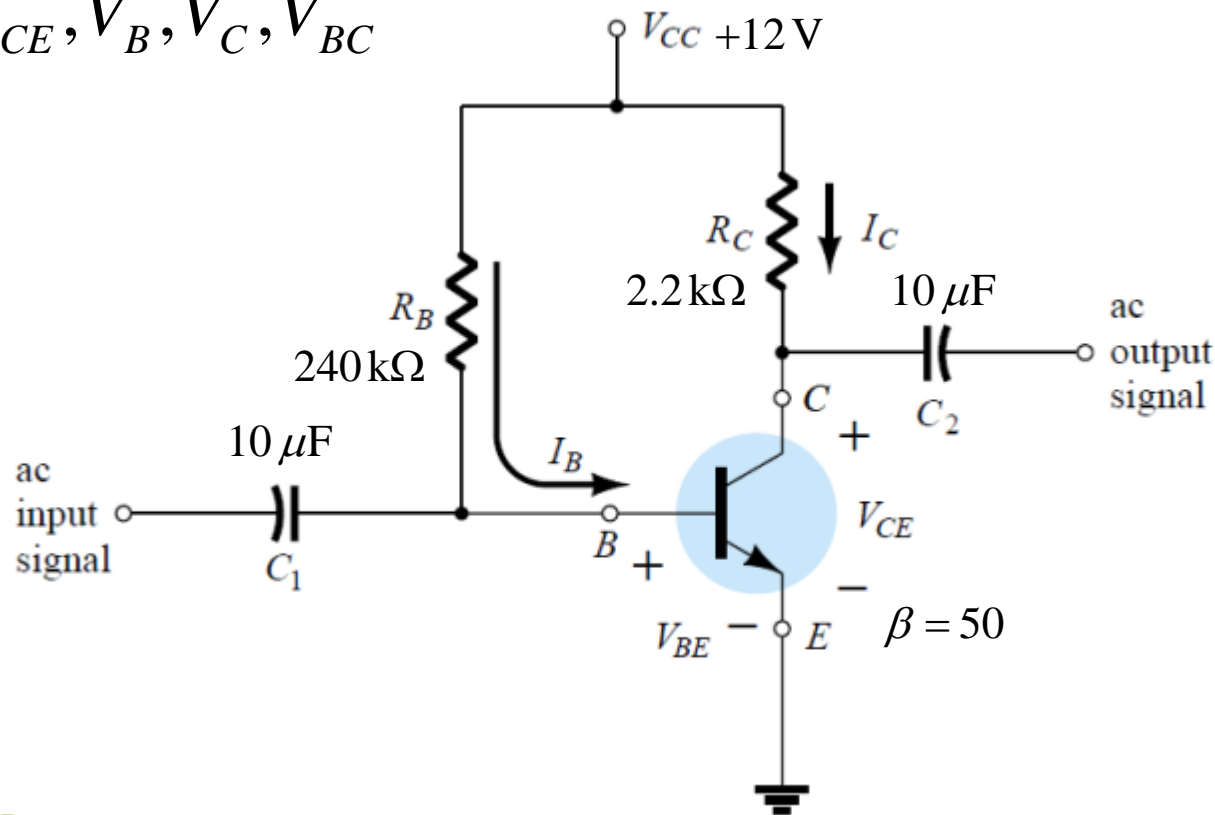 CE, V_B, V_C, V_BC
V_CC +12 V
R_C
I_C
2.2 kΩ
10 μF
R_B
240 kΩ
ac
output
signal
C
C_2
+
10 μF
I_B
ac
input
signal
C_1
B
+
V_CE
−
V_BE
−
E
β = 50